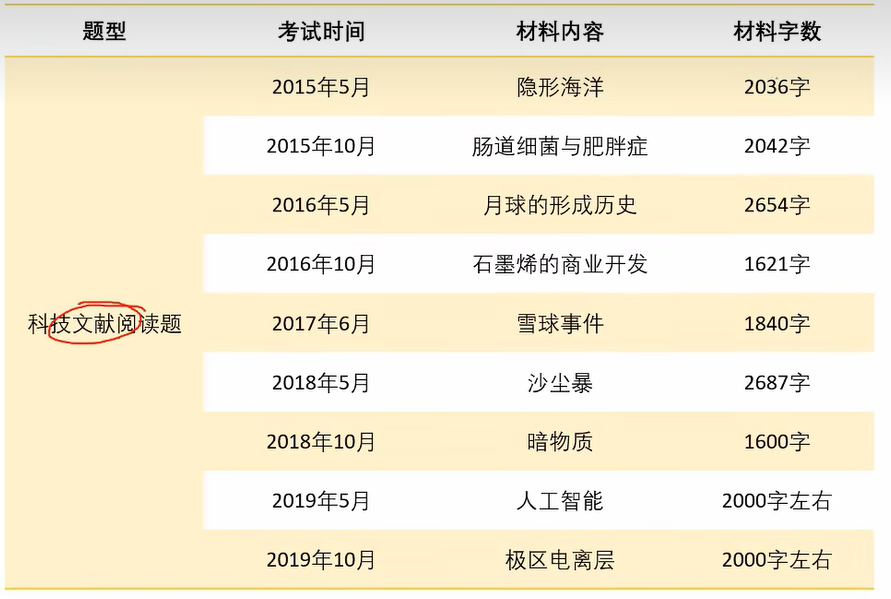 题型 考试时间 材料内容 材料字数
2015年5月 隐形海洋 2036字
2015年10月 肠道细菌与肥胖症 2042字
2016年5月 月球的形成历史 2654字
2016年10月 石墨烯的商业开发 1621字
科技文献阅读题 2017年6月 雪球事件 1840字
2018年5月 沙尘暴 2687字
2018年10月 暗物质 1600字
2019年5月 人工智能 2000字左右
2019年10月 极区电离层 2000字左右